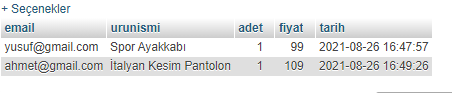 + Seçenekler
email urunismi adet fiyat tarih
yusuf@gmail.com Spor Ayakkabı 1 99 2021-08-26 16:47:57
ahmet@gmail.com İtalyan Kesim Pantolon 1 109 2021-08-26 16:49:26